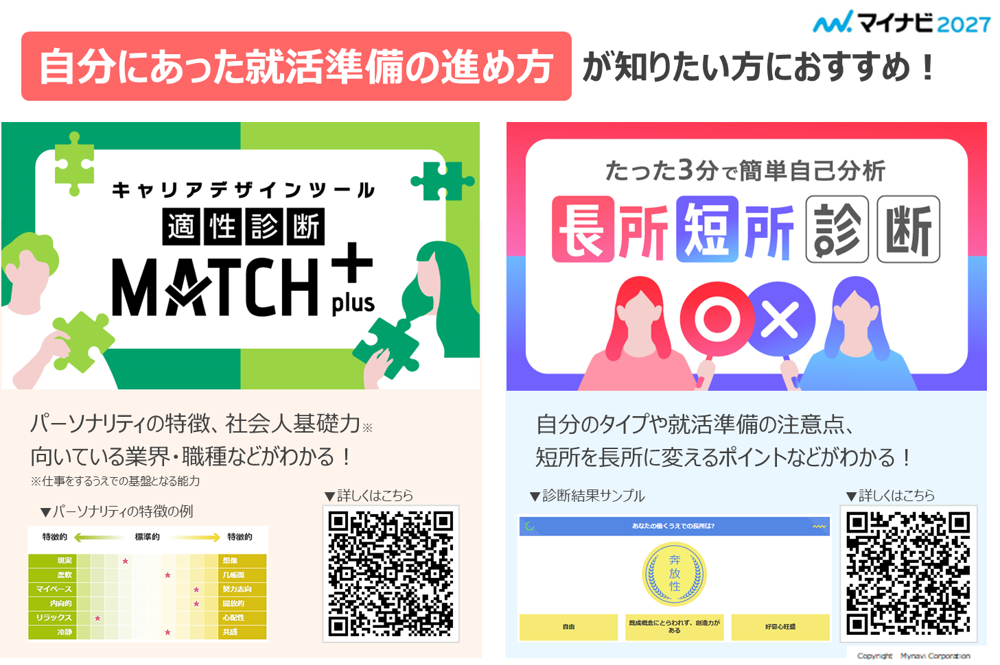 マイナビ2027
自分にあった就活準備の進め方 が知りたい方におすすめ！
キャリアデザインツール
適性診断
MATCH+
plus
パーソナリティの特徴、社会人基礎力※
向いている業界・職種などがわかる！
※仕事をするうえでの基盤となる能力
▼パーソナリティの特徴の例
特徴的 標準的 特徴的
現実 想像
柔軟 几帳面
マイペース 努力志向
内向的 開放的
リラックス 心配性
冷静 共感
▼詳しくはこちら
たった3分で簡単自己分析
長所短所診断
自分のタイプや就活準備の注意点、
短所を長所に変えるポイントなどがわかる！
▼診断結果サンプル
あなたの働くうえでの長所は?
奔
放
性
自由
既成概念にとらわれず、創造力が
ある
好奇心旺盛
▼詳しくはこちら
Copyright Mynavi Corporation